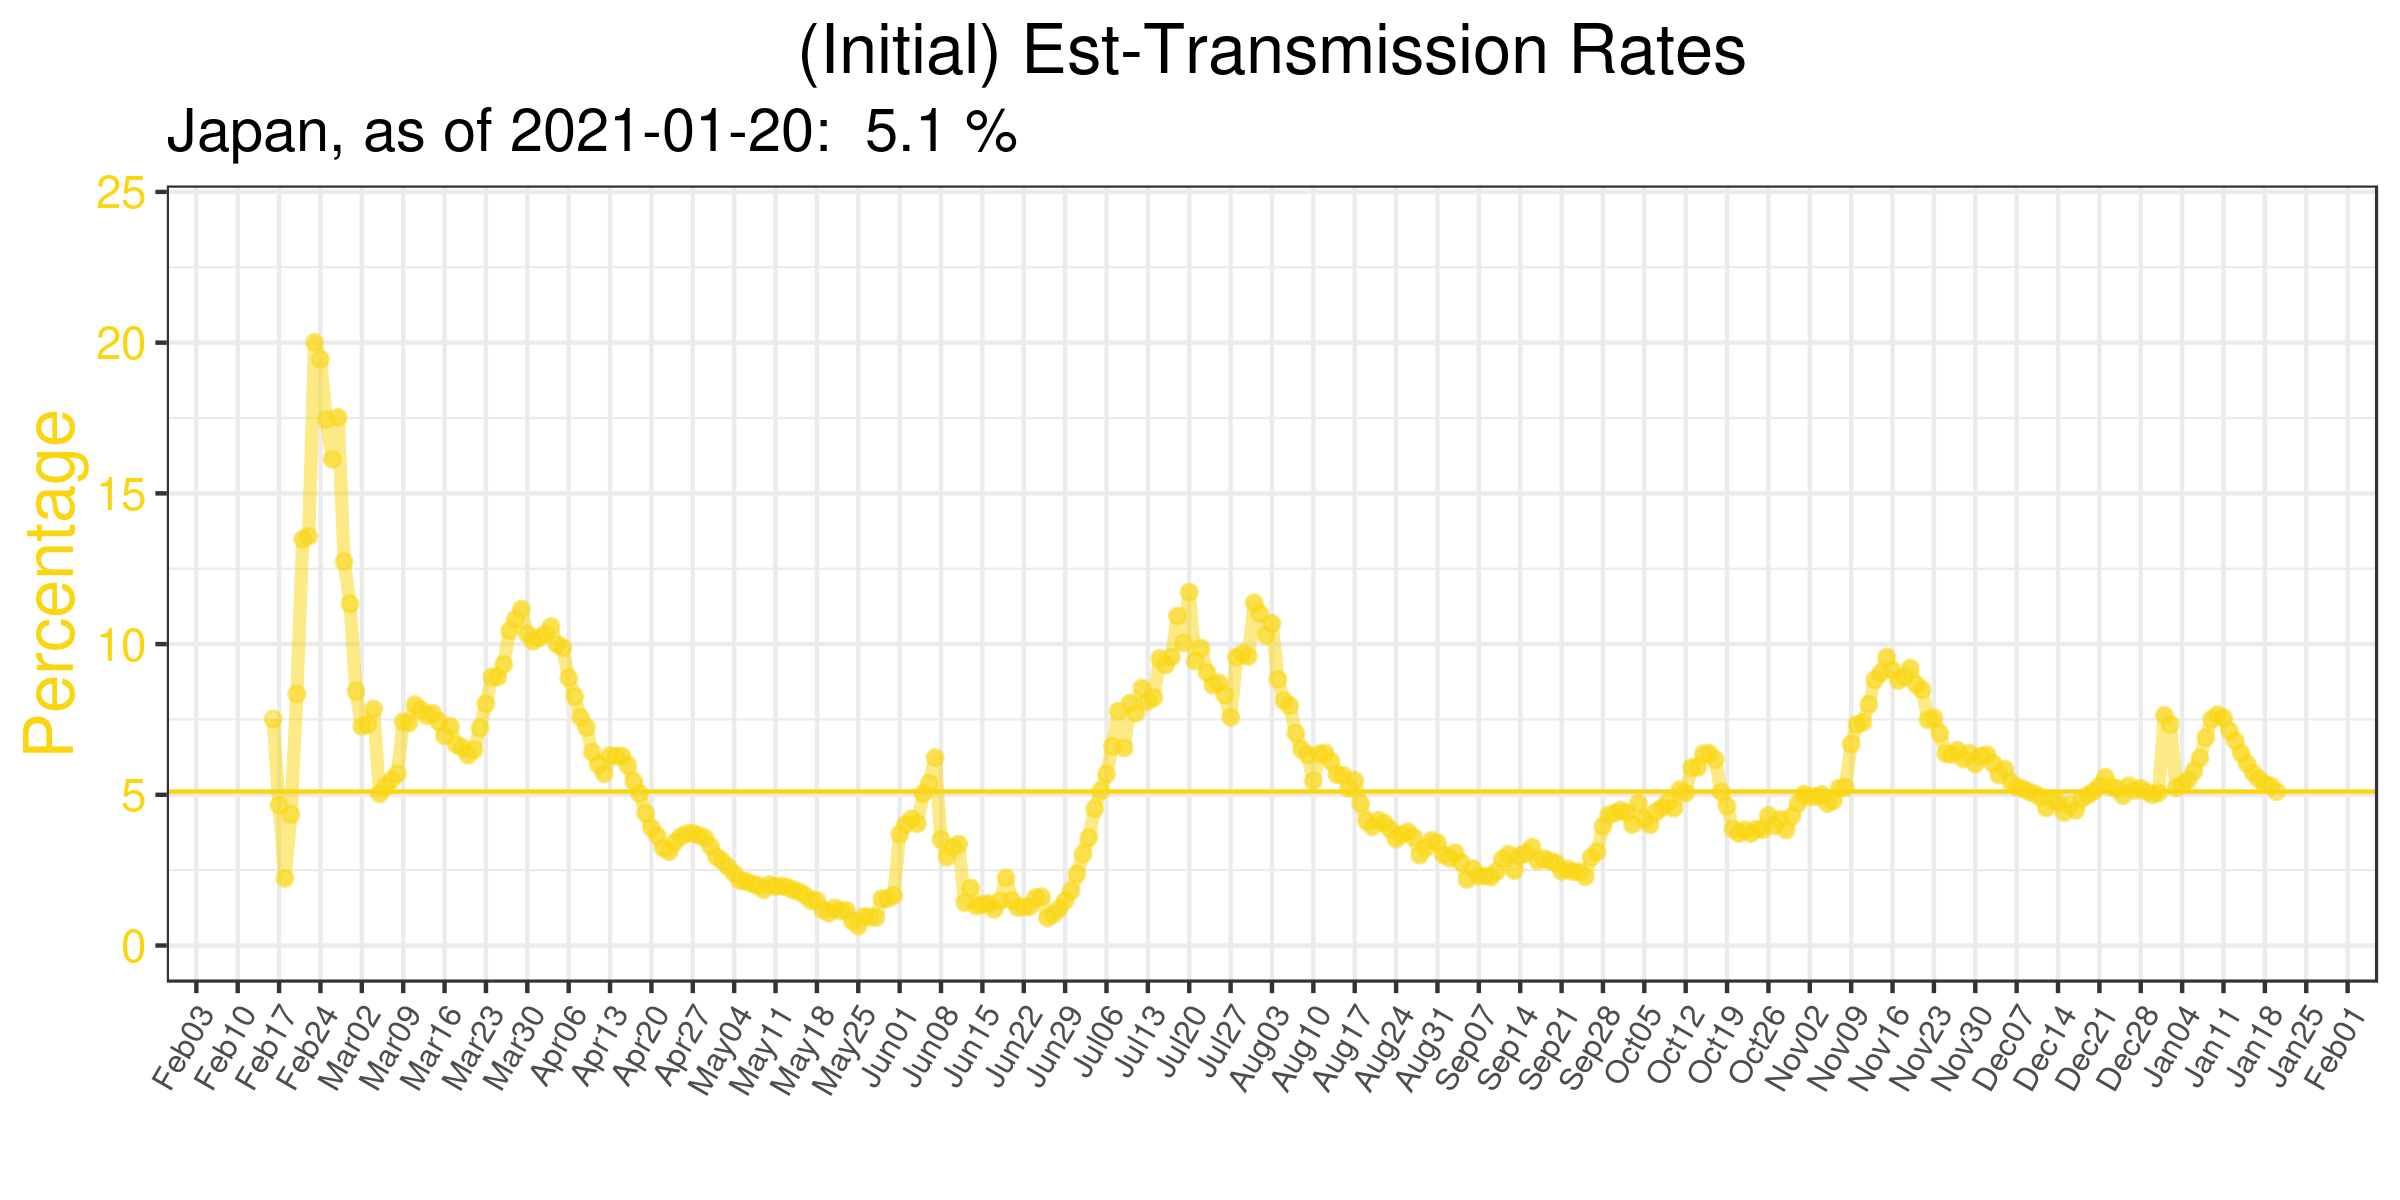 (Initial) Est-Transmission Rates
Japan, as of 2021-01-20:  5.1 %
Percentage
25
20
15
10
5
0
Feb03
Feb10
Feb17
Feb24
Mar02
Mar09
Mar16
Mar23
Mar30
Apr06
Apr13
Apr20
Apr27
May04
May11
May18
May25
Jun01
Jun08
Jun15
Jun22
Jun29
Jul06
Jul13
Jul20
Jul27
Aug03
Aug10
Aug17
Aug24
Aug31
Sep07
Sep14
Sep21
Sep28
Oct05
Oct12
Oct19
Oct26
Nov02
Nov09
Nov16
Nov23
Nov30
Dec07
Dec14
Dec21
Dec28
Jan04
Jan11
Jan18
Jan25
Feb01